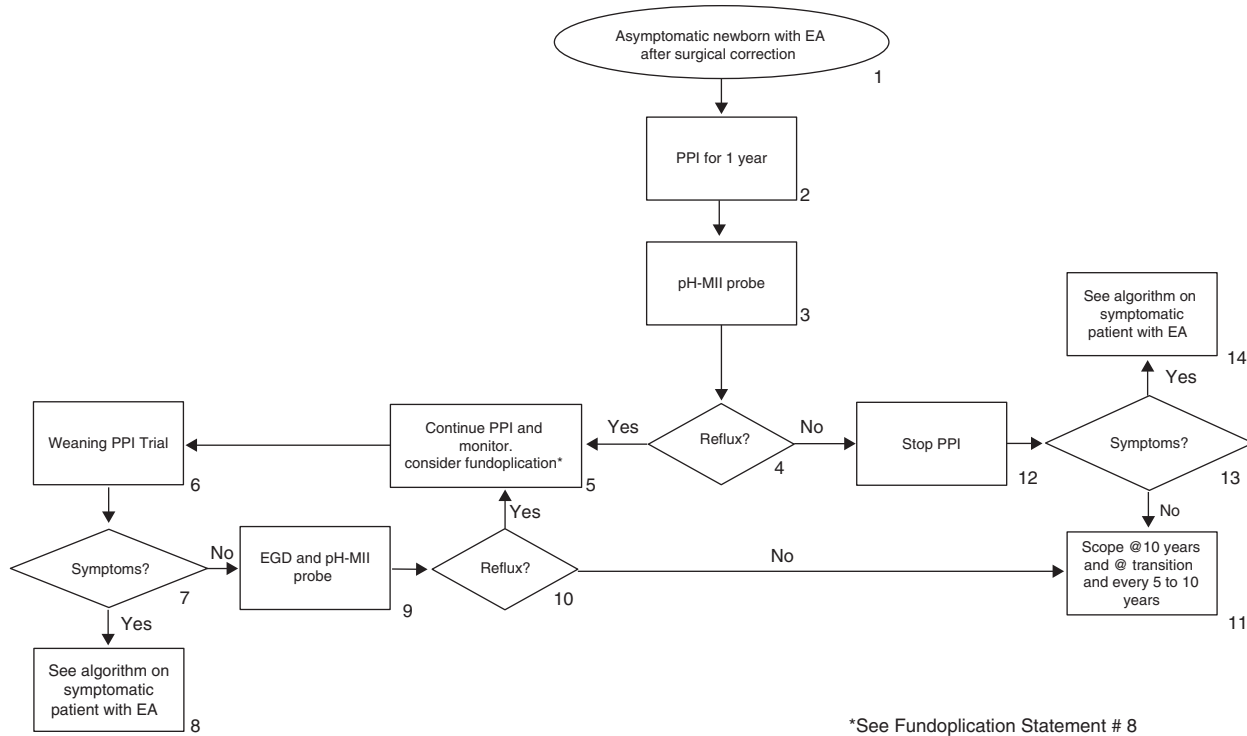 Asymptomatic newborn with EA
after surgical correction
1
PPI for 1 year
2
pH-MII probe
3
Reflux?
4
Yes
No
Continue PPI and
monitor.
consider fundoplication*
5
Weaning PPI Trial
6
Symptoms?
7
Yes
No
See algorithm on
symptomatic
patient with EA
8
EGD and pH-MII
probe
9
Reflux?
10
Yes
No
Scope @10 years
and @ transition
and every 5 to 10
years
11
Stop PPI
12
Symptoms?
13
Yes
No
See algorithm on
symptomatic
patient with EA
14
*See Fundoplication Statement # 8